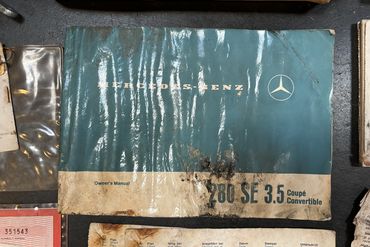 MERCEDES-BENZ
Owner's Manual
280 SE 3.5 Coupé
Convertible
351543